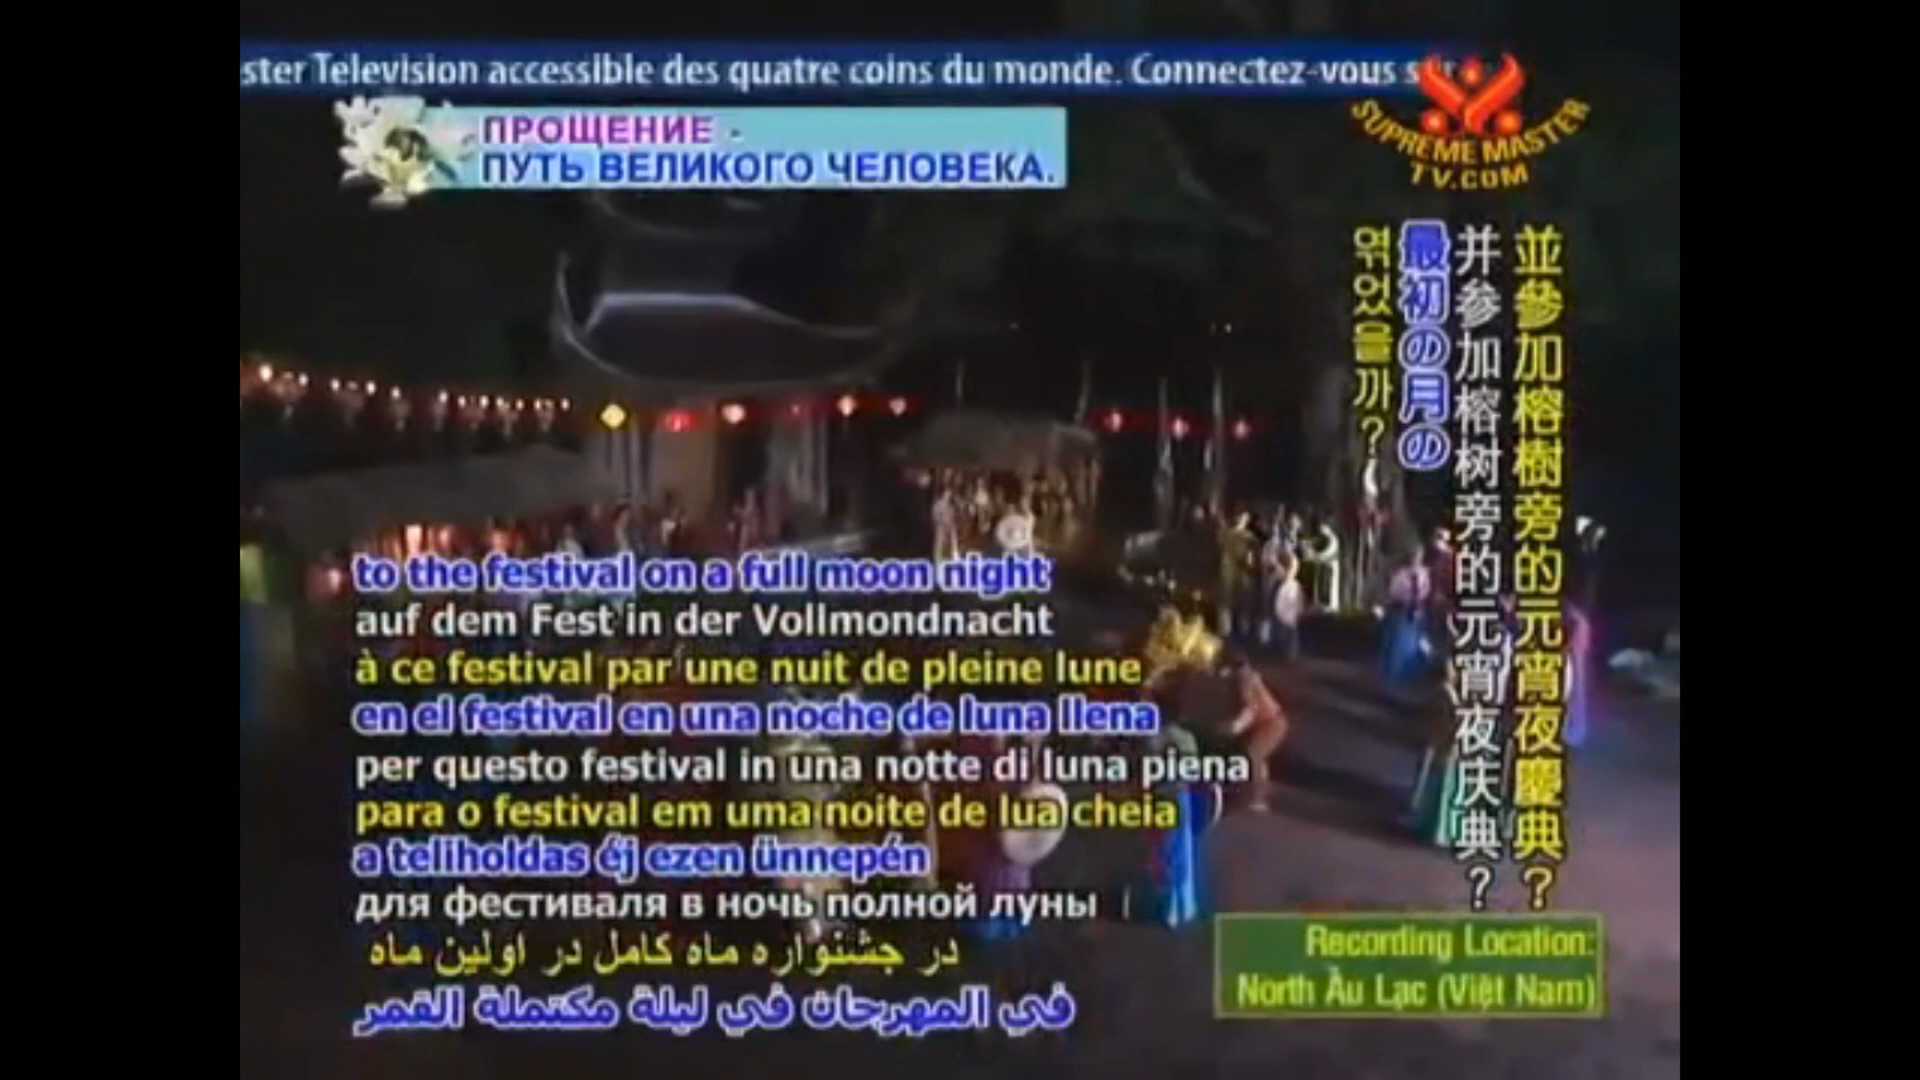 ster Television accessible des quatre coins du monde. Connectez-vous
SUPREME MASTER
TV.COM
ПРОЩЕНИЕ -
ПУТЬ ВЕЛИКОГО ЧЕЛОВЕКА.
並參加榕樹旁的元宵夜慶典？
并参加榕树旁的元宵夜庆典？
最初の月の
엮었을까？
to the festival on a full moon night
auf dem Fest in der Vollmondnacht
à ce festival par une nuit de pleine lune
en el festival en una noche de luna llena
per questo festival in una notte di luna piena
para o festival em uma noite de lua cheia
a teliholdas éj ezen ünnepén
для фестиваля в ночь полной луны
در جشنواره ماه کامل در اولین ماه
في المهرجان في ليلة مكتملة القمر
Recording Location:
North Âu Lạc (Việt Nam)